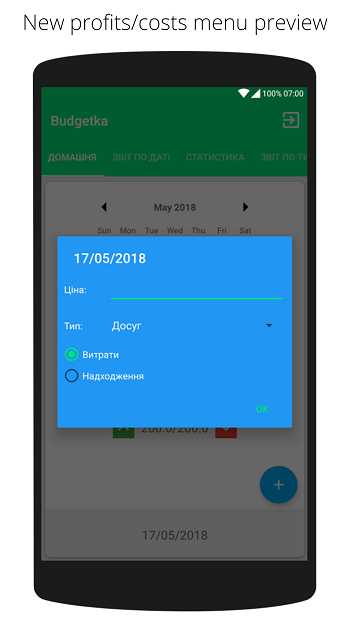 New profits/costs menu preview
100% 07:00
Budgetka
ДОМАШНЯ ЗВІТ ПО ДАТІ СТАТИСТИКА ЗВІТ ПО ТИ
May 2018
Sun Mon Tue Wed Thu Fri Sat
17/05/2018
Ціна:
Тип: Досуг
Витрати
Надходження
OK
200.0/200.0
+
17/05/2018